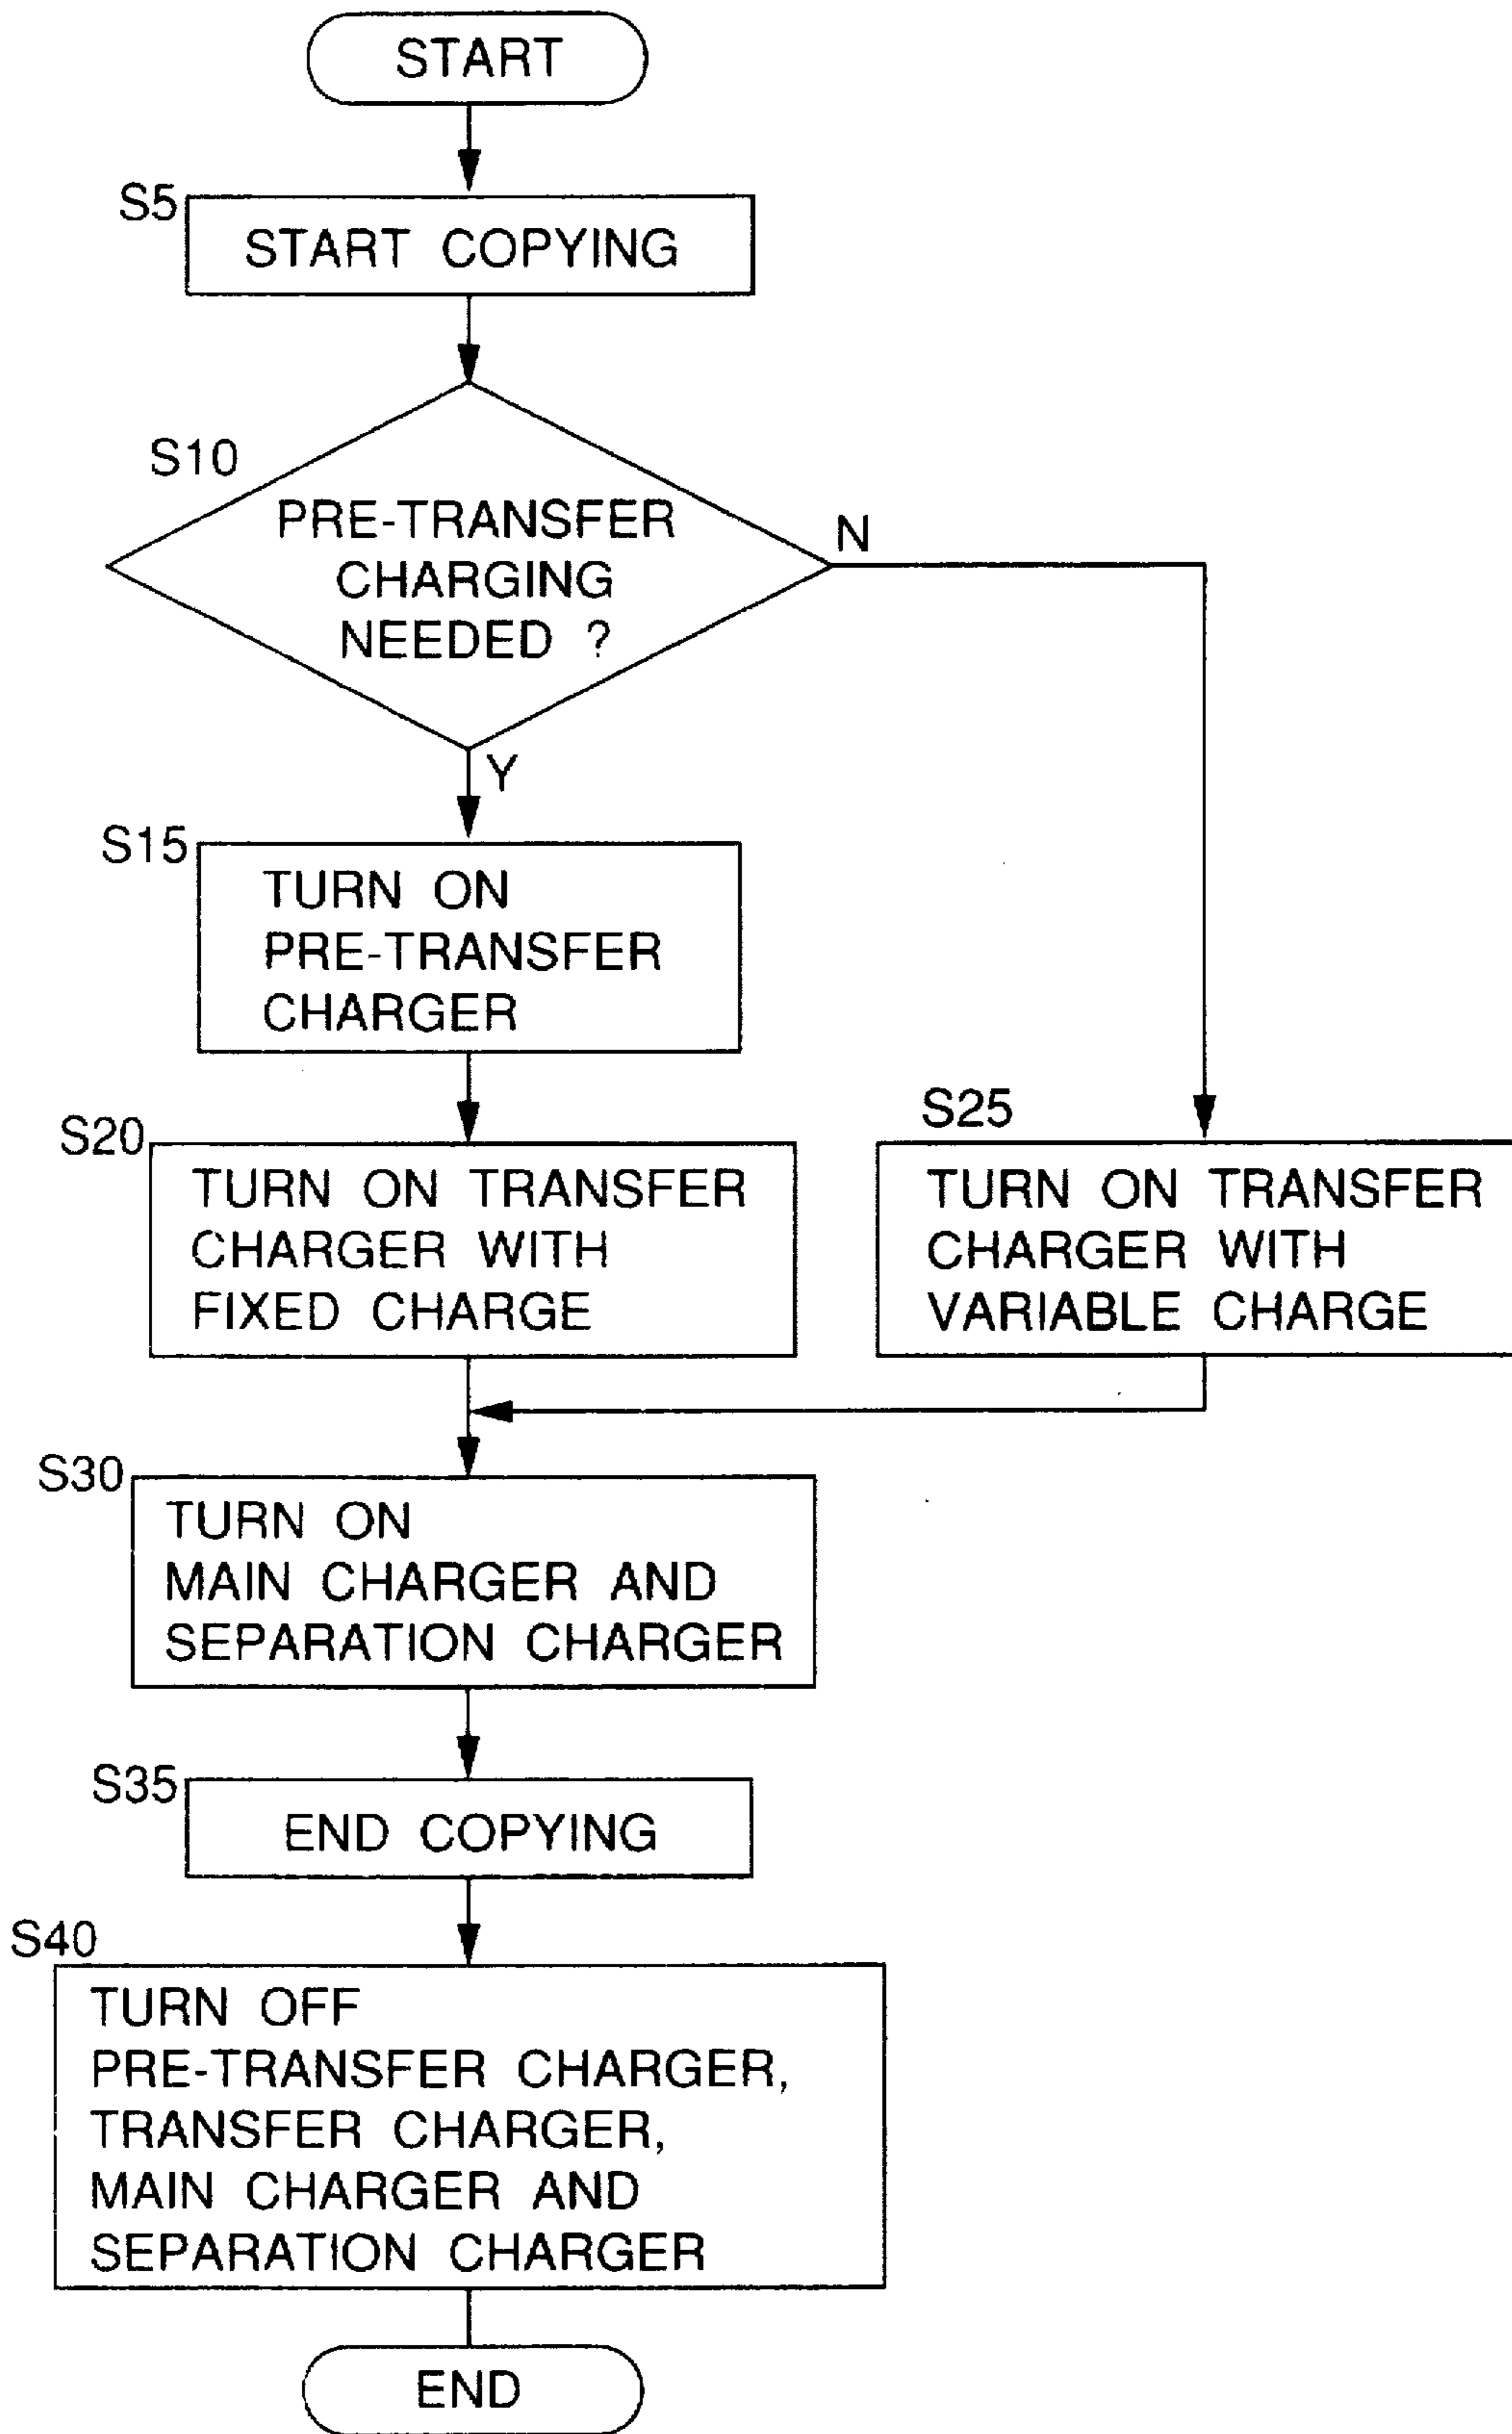 START
S5
START COPYING
S10
PRE-TRANSFER
CHARGING
NEEDED ?
N
Y
S15
TURN ON
PRE-TRANSFER
CHARGER
S20
TURN ON TRANSFER
CHARGER WITH
FIXED CHARGE
S25
TURN ON TRANSFER
CHARGER WITH
VARIABLE CHARGE
S30
TURN ON
MAIN CHARGER AND
SEPARATION CHARGER
S35
END COPYING
S40
TURN OFF
PRE-TRANSFER CHARGER,
TRANSFER CHARGER,
MAIN CHARGER AND
SEPARATION CHARGER
END